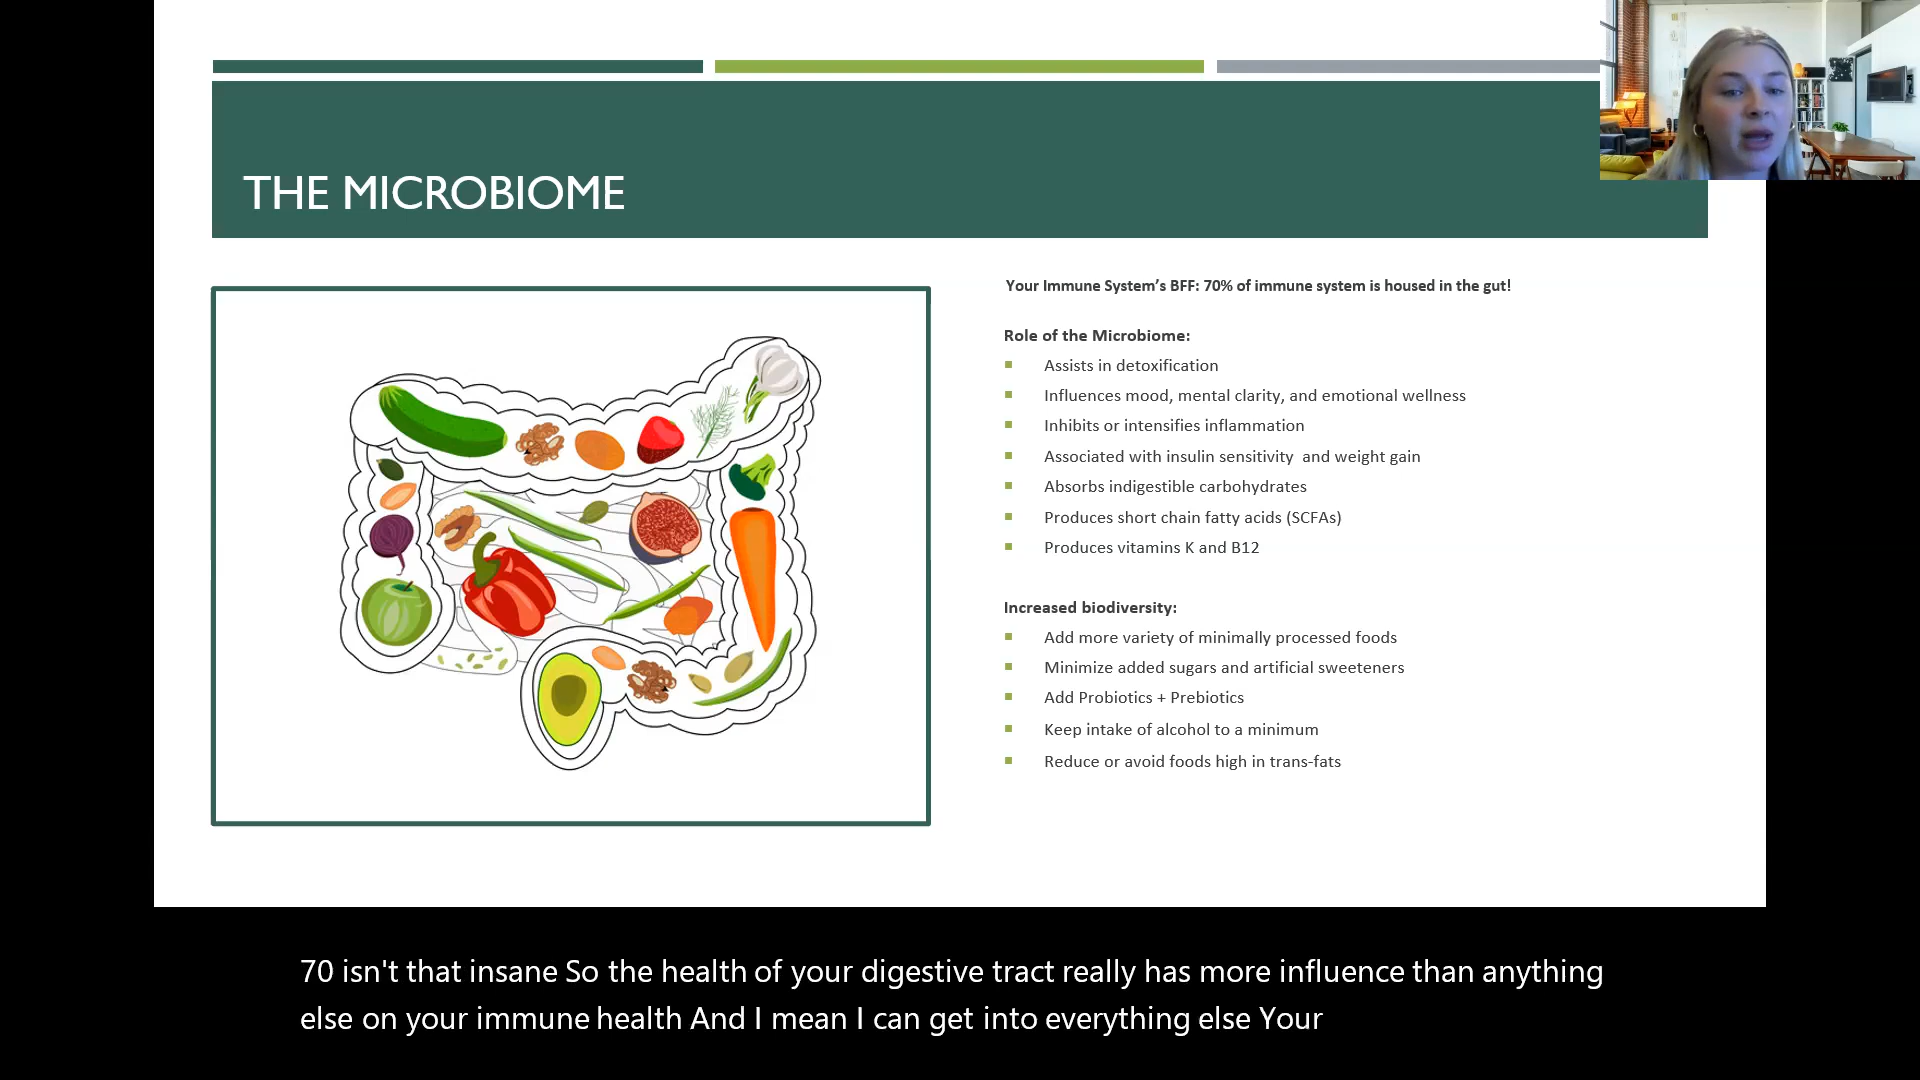 THE MICROBIOME
Your Immune System’s BFF: 70% of immune system is housed in the gut!
Role of the Microbiome:
Assists in detoxification
Influences mood, mental clarity, and emotional wellness
Inhibits or intensifies inflammation
Associated with insulin sensitivity  and weight gain
Absorbs indigestible carbohydrates
Produces short chain fatty acids (SCFAs)
Produces vitamins K and B12
Increased biodiversity:
Add more variety of minimally processed foods
Minimize added sugars and artificial sweeteners
Add Probiotics + Prebiotics
Keep intake of alcohol to a minimum
Reduce or avoid foods high in trans-fats
70 isn't that insane So the health of your digestive tract really has more influence than anything
else on your immune health And I mean I can get into everything else Your